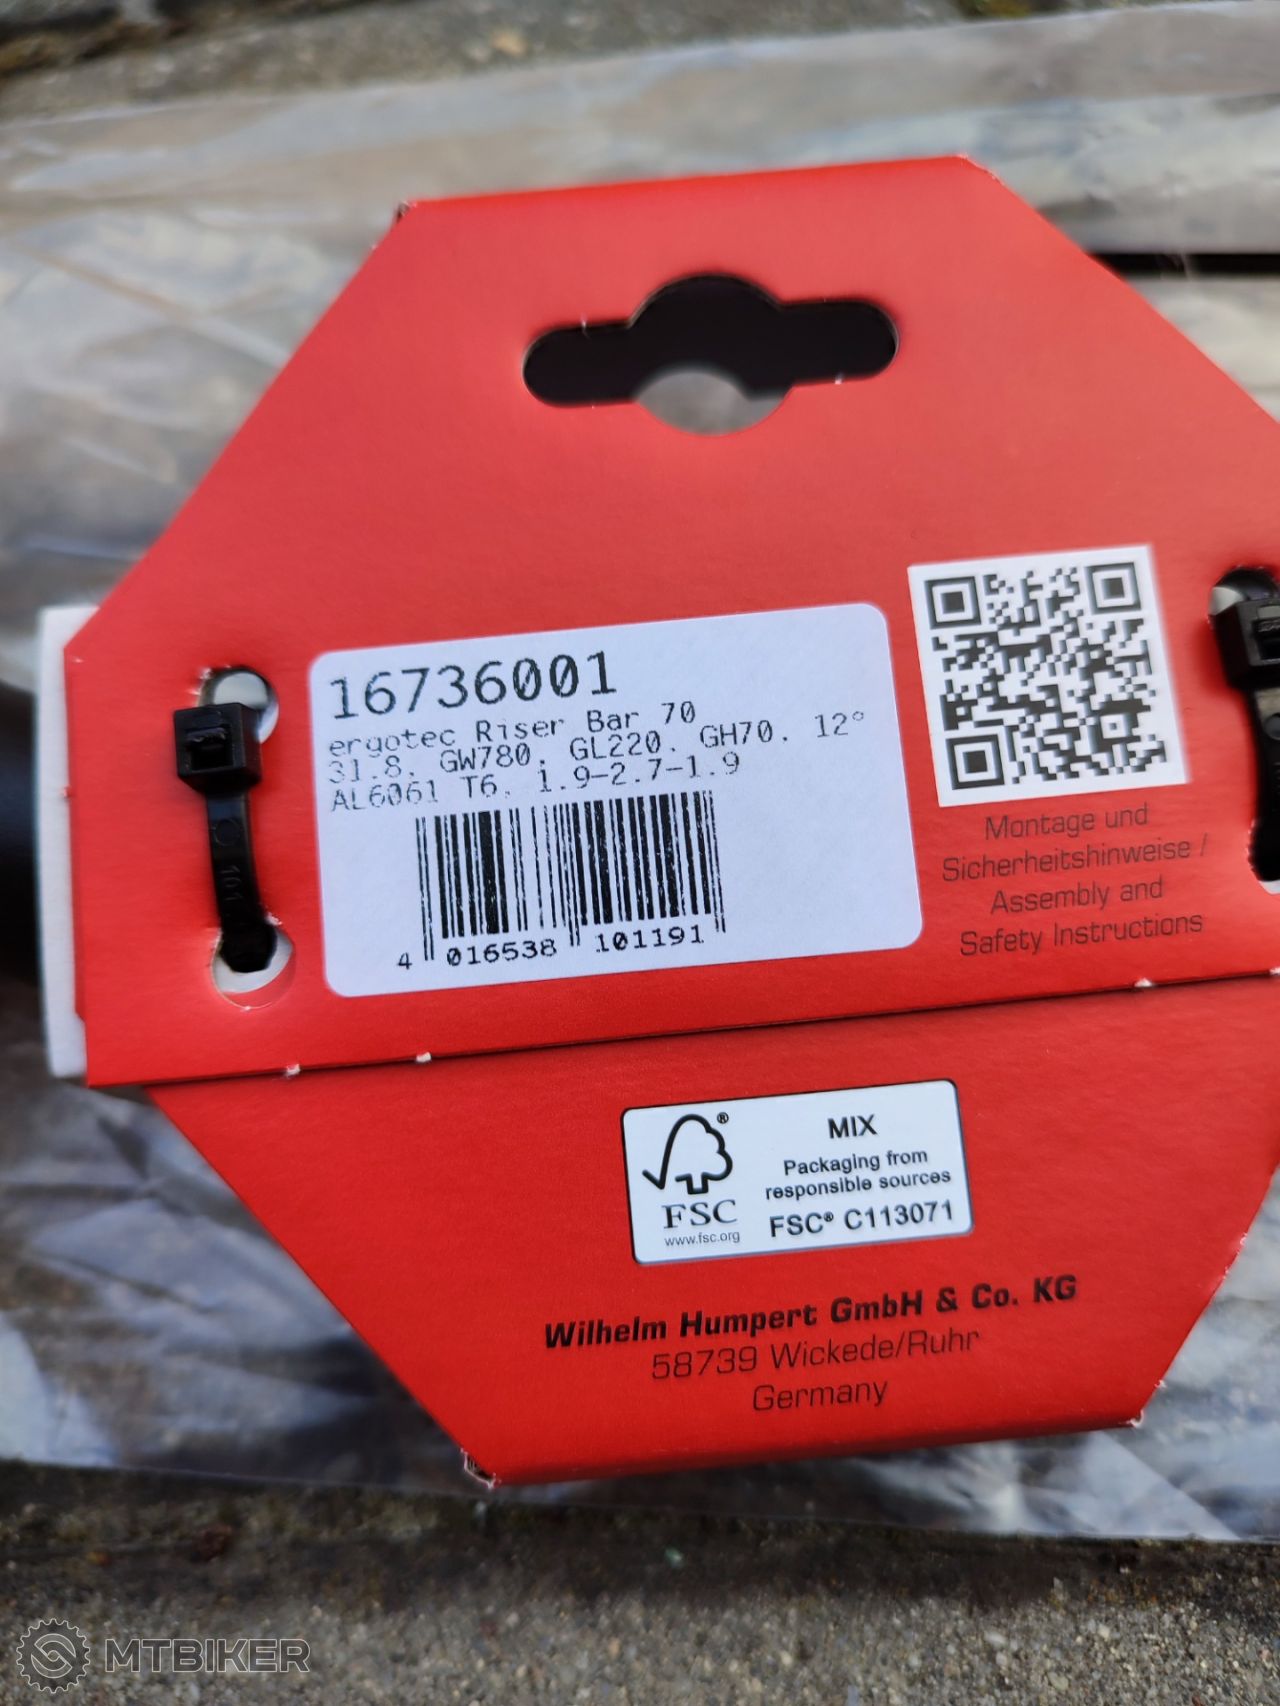 16736001
ergotec Riser Bar 70
31.8, GW780, GL220, GH70, 12°
AL6061 T6, 1.9-2.7-1.9
4 016538 101191
Montage und
Sicherheitshinweise /
Assembly and
Safety Instructions
MIX
Packaging from
responsible sources
FSC® C113071
®
FSC
www.fsc.org
Wilhelm Humpert GmbH & Co. KG
58739 Wickede/Ruhr
Germany
MTBIKER